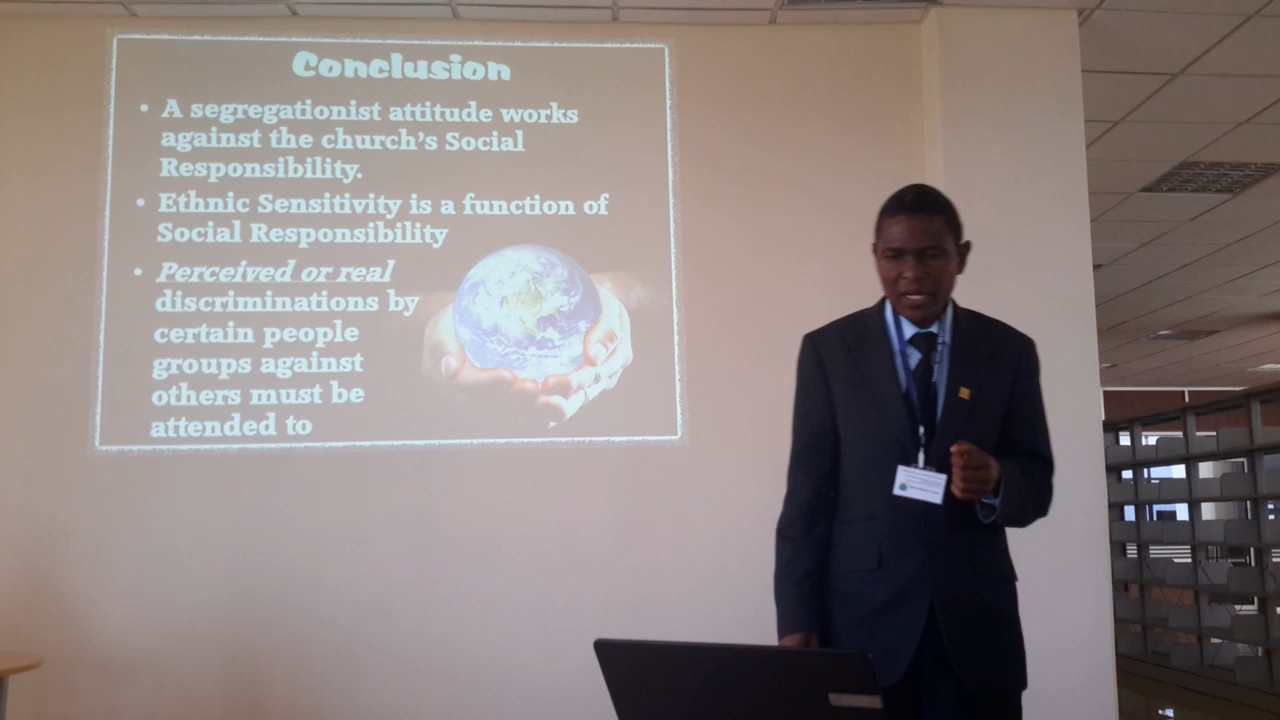 Conclusion
• A segregationist attitude works
against the church's Social
Responsibility.
• Ethnic Sensitivity is a function of
Social Responsibility
• Perceived or real
discriminations by
certain people
groups against
others must be
attended to